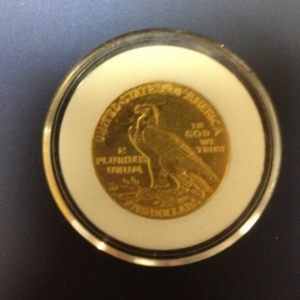 UNITED STATES OF AMERICA
E
PLURIBUS
UNUM
IN
GOD
WE
TRUST
DOLLARS